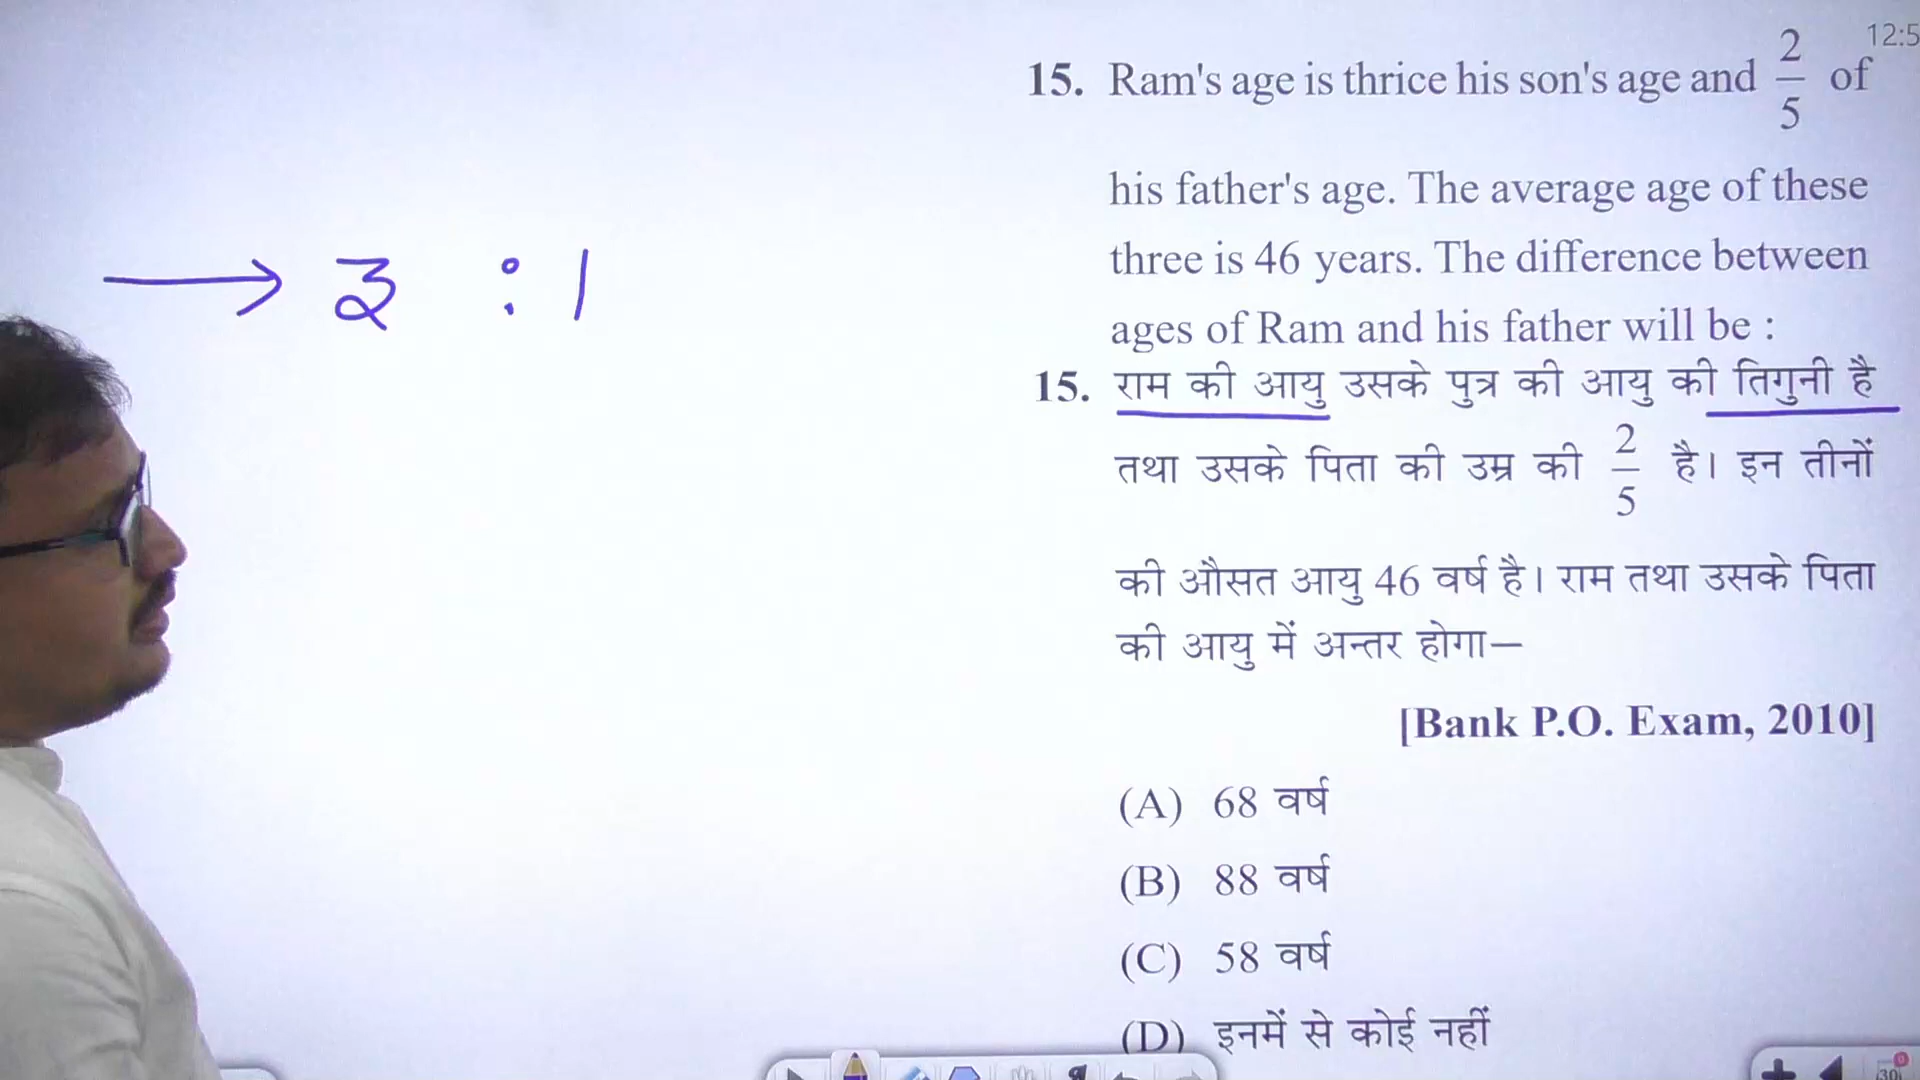 12:5
15. Ram's age is thrice his son's age and 2/5 of
his father's age. The average age of these
three is 46 years. The difference between
ages of Ram and his father will be :
15. राम की आयु उसके पुत्र की आयु की तिगुनी है
तथा उसके पिता की उम्र की 2/5 है। इन तीनों
की औसत आयु 46 वर्ष है। राम तथा उसके पिता
की आयु में अन्तर होगा—
[Bank P.O. Exam, 2010]
(A) 68 वर्ष
(B) 88 वर्ष
(C) 58 वर्ष
(D) इनमें से कोई नहीं
→ 3 : 1
30